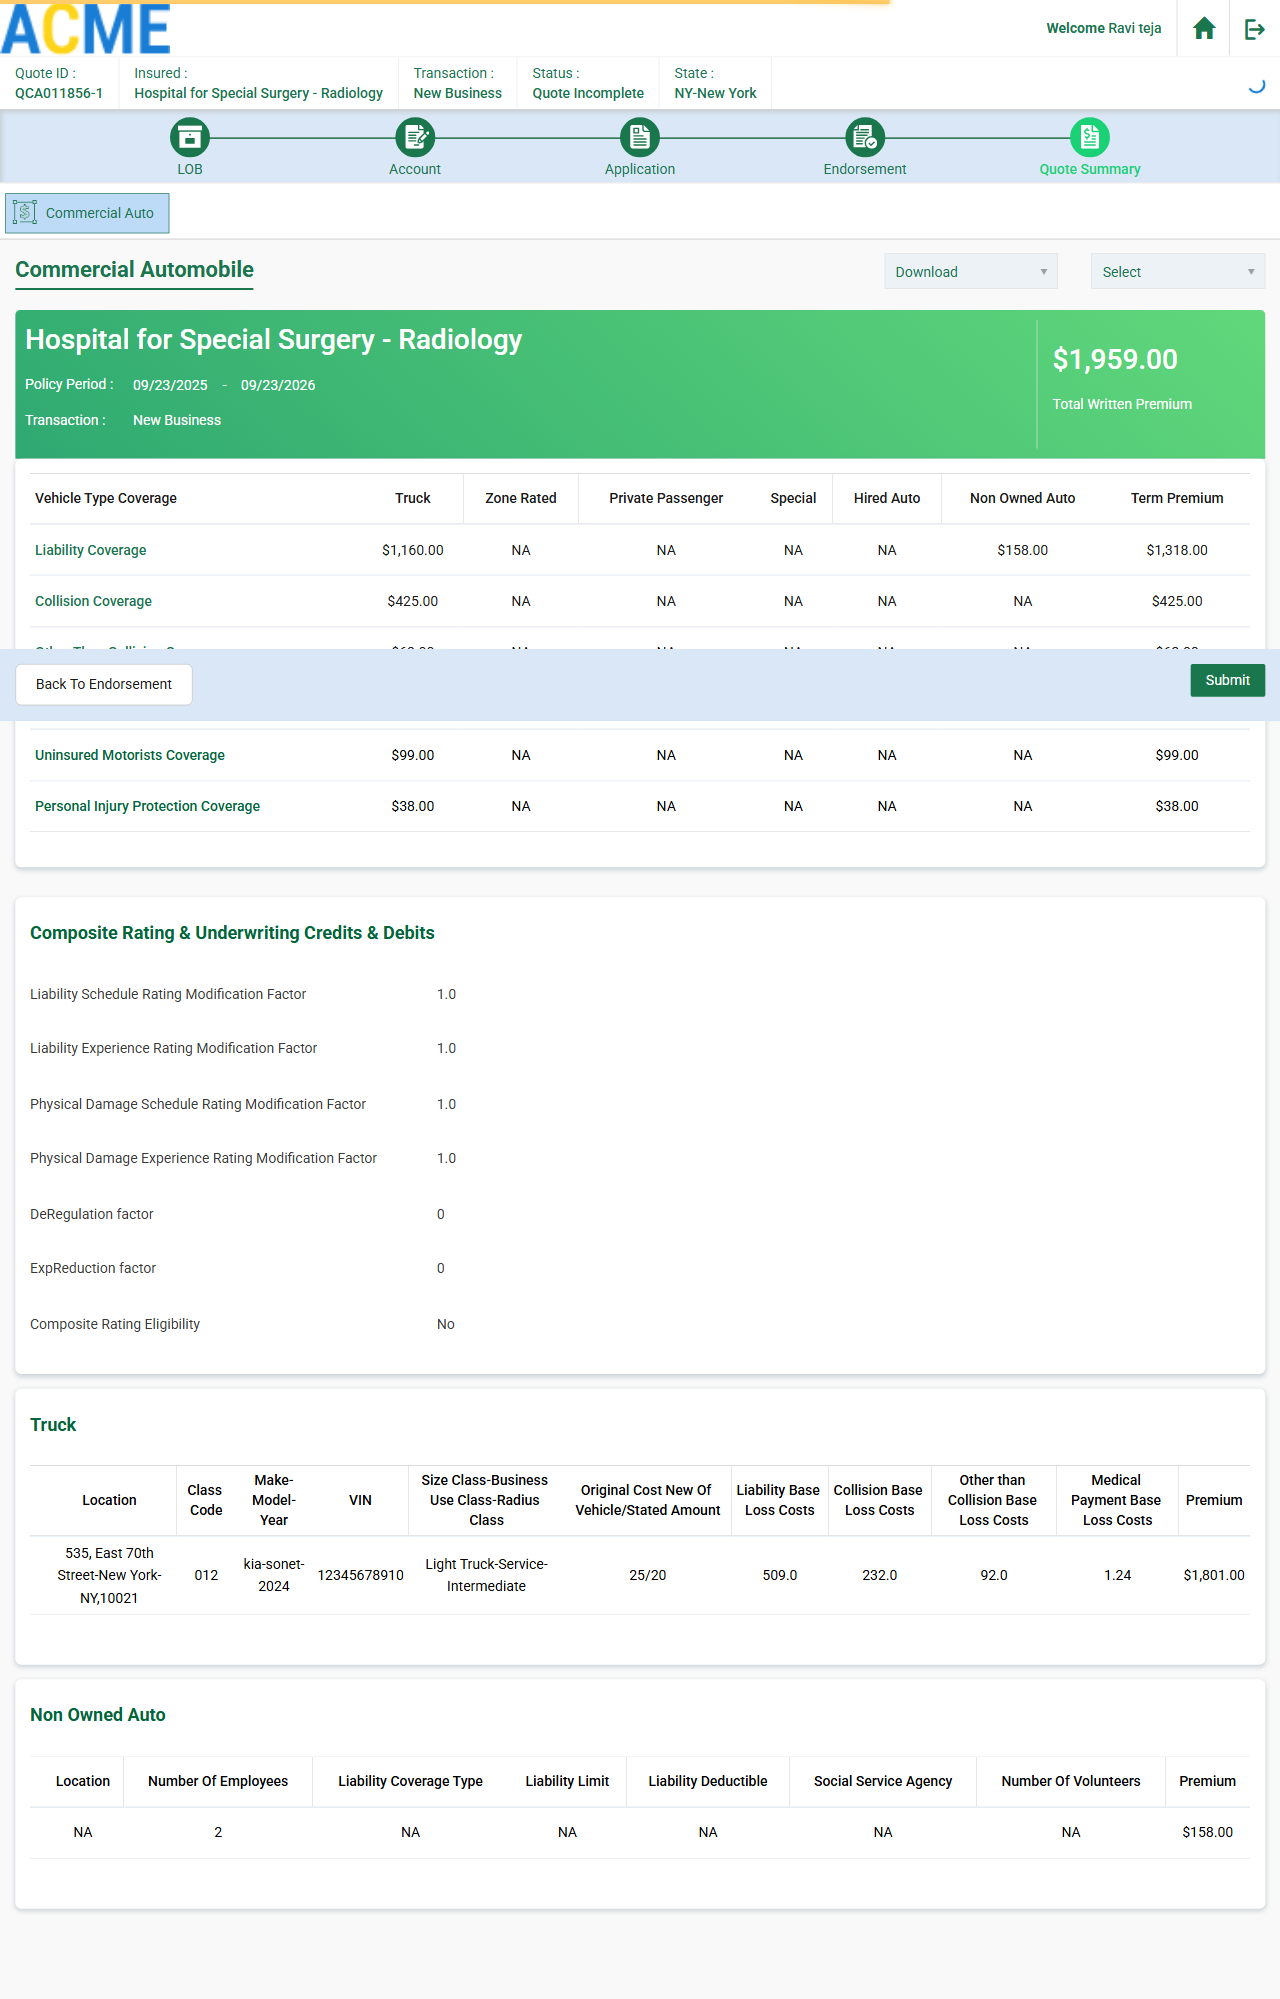 ACME
Welcome Ravi teja
Quote ID :
QCA011856-1
Insured :
Hospital for Special Surgery - Radiology
Transaction :
New Business
Status :
Quote Incomplete
State :
NY-New York
LOB
Account
Application
Endorsement
Quote Summary
Commercial Auto
Commercial Automobile
Download
Select
Hospital for Special Surgery - Radiology
Policy Period : 09/23/2025 - 09/23/2026
Transaction : New Business
$1,959.00
Total Written Premium
Vehicle Type Coverage Truck Zone Rated Private Passenger Special Hired Auto Non Owned Auto Term Premium
Liability Coverage $1,160.00 NA NA NA NA $158.00 $1,318.00
Collision Coverage $425.00 NA NA NA NA NA $425.00
Back To Endorsement
Submit
Uninsured Motorists Coverage $99.00 NA NA NA NA NA $99.00
Personal Injury Protection Coverage $38.00 NA NA NA NA NA $38.00
Composite Rating & Underwriting Credits & Debits
Liability Schedule Rating Modification Factor 1.0
Liability Experience Rating Modification Factor 1.0
Physical Damage Schedule Rating Modification Factor 1.0
Physical Damage Experience Rating Modification Factor 1.0
DeRegulation factor 0
ExpReduction factor 0
Composite Rating Eligibility No
Truck
Location
Class
Code
Make-
Model-
Year
VIN
Size Class-Business
Use Class-Radius
Class
Original Cost New Of
Vehicle/Stated Amount
Liability Base
Loss Costs
Collision Base
Loss Costs
Other than
Collision Base
Loss Costs
Medical
Payment Base
Loss Costs
Premium
535, East 70th
Street-New York-
NY,10021
012
kia-sonet-
2024
12345678910
Light Truck-Service-
Intermediate
25/20
509.0
232.0
92.0
1.24
$1,801.00
Non Owned Auto
Location Number Of Employees Liability Coverage Type Liability Limit Liability Deductible Social Service Agency Number Of Volunteers Premium
NA 2 NA NA NA NA NA $158.00